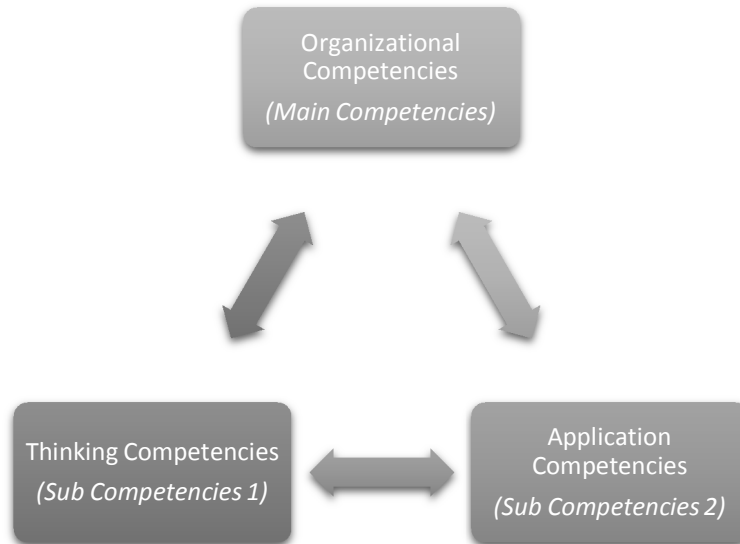 Organizational
Competencies
(Main Competencies)
Thinking Competencies
(Sub Competencies 1)
Application
Competencies
(Sub Competencies 2)